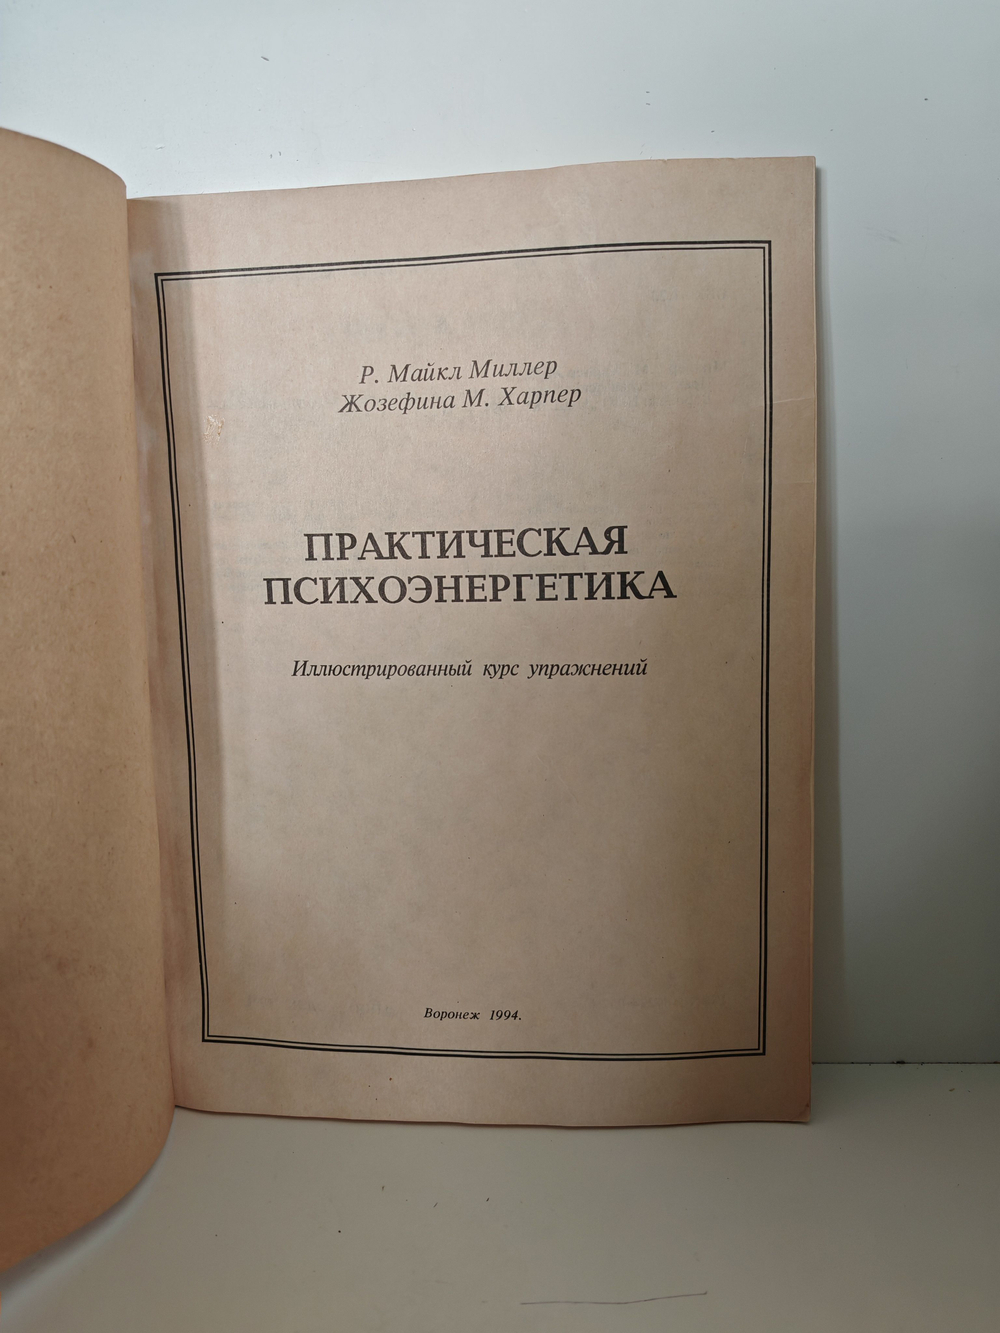 Р. Майкл Миллер
Жозефина М. Харпер
ПРАКТИЧЕСКАЯ
ПСИХОЭНЕРГЕТИКА
Иллюстрированный курс упражнений
Воронеж 1994.